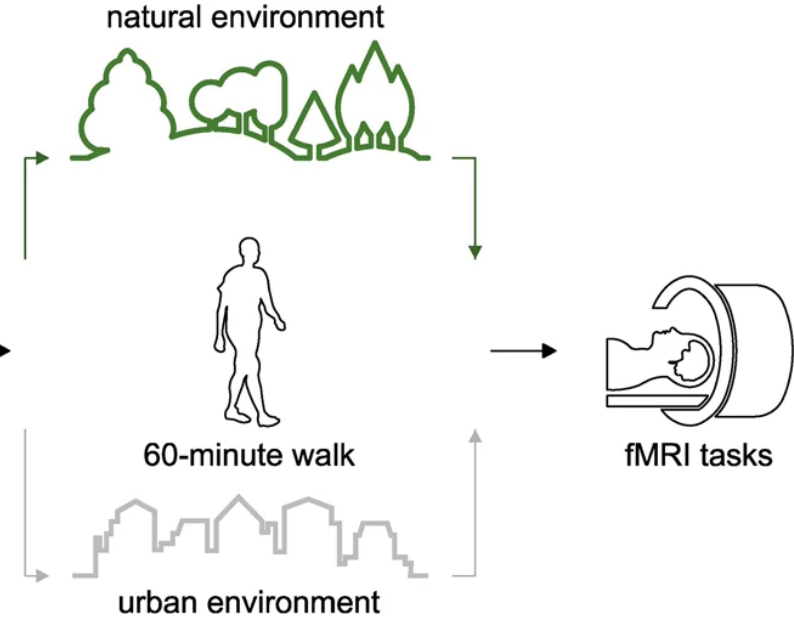 natural environment
60-minute walk
fMRI tasks
urban environment